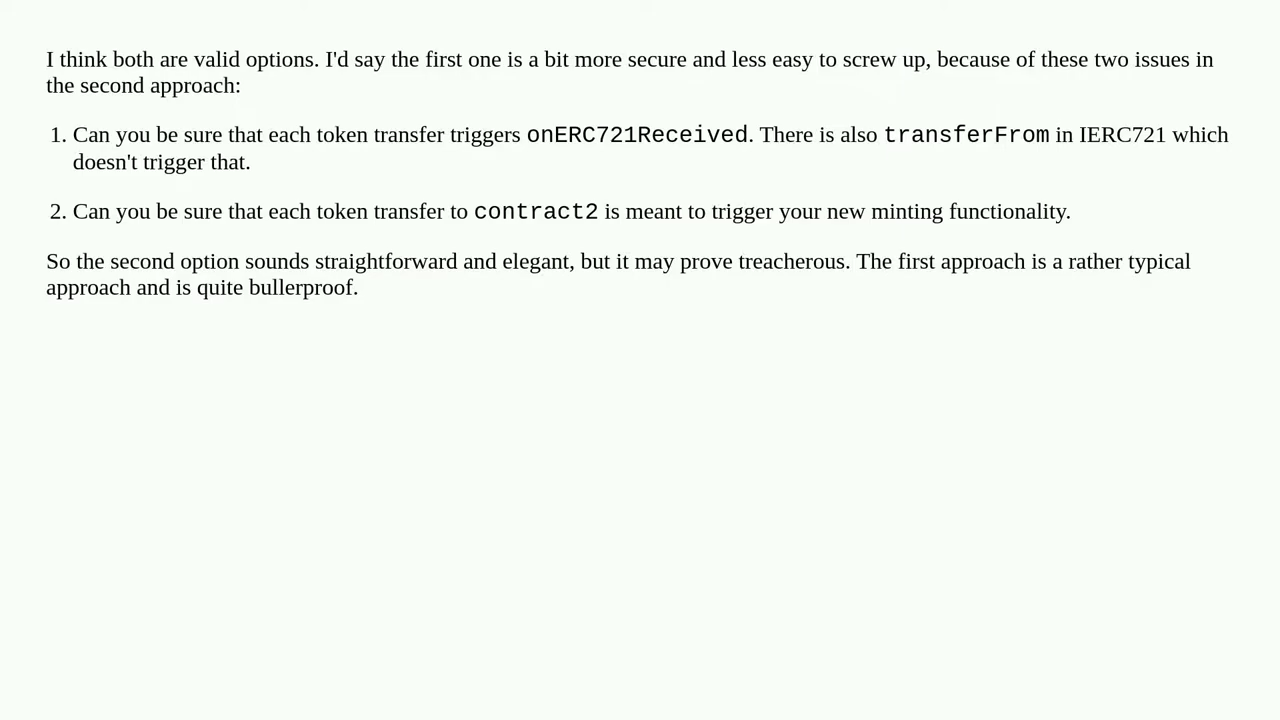 I think both are valid options. I'd say the first one is a bit more secure and less easy to screw up, because of these two issues in
the second approach:
1. Can you be sure that each token transfer triggers onERC721Received. There is also transferFrom in IERC721 which
doesn't trigger that.
2. Can you be sure that each token transfer to contract2 is meant to trigger your new minting functionality.
So the second option sounds straightforward and elegant, but it may prove treacherous. The first approach is a rather typical
approach and is quite bullerproof.